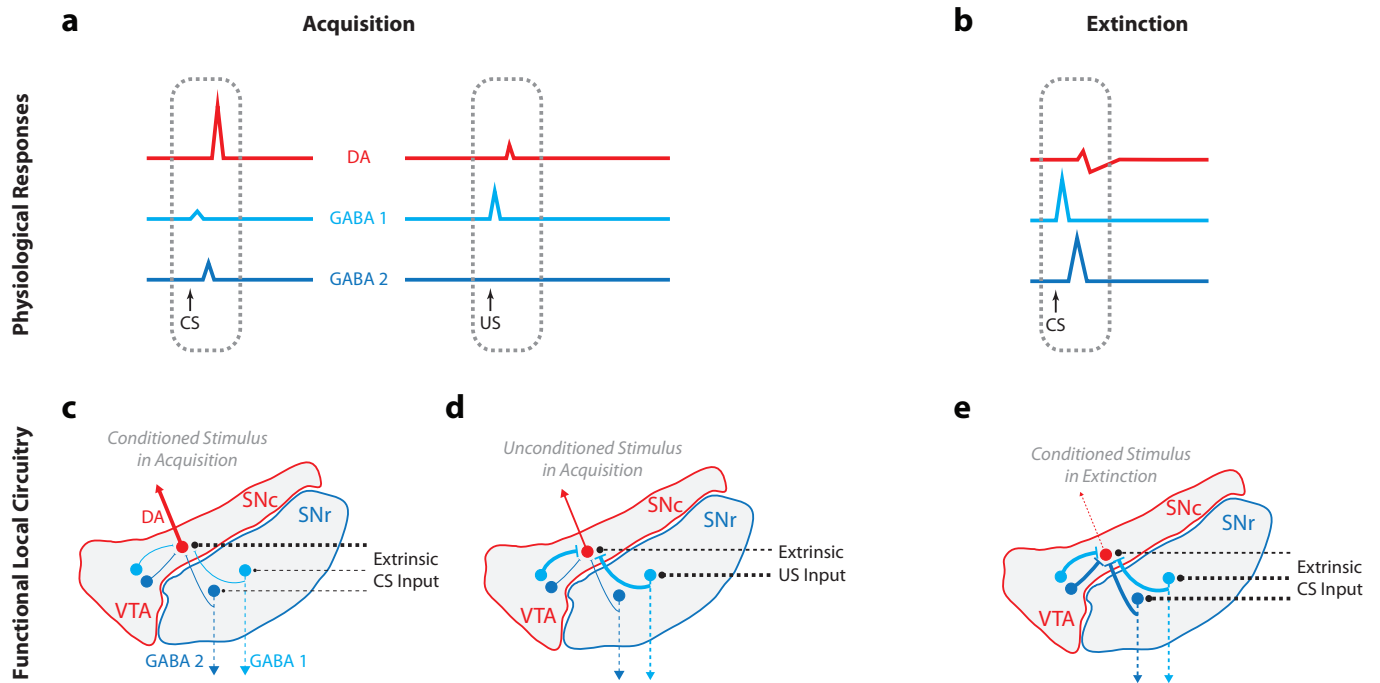 a
Acquisition
b
Extinction
Physiological Responses
DA
GABA 1
GABA 2
CS
US
CS
Functional Local Circuitry
c
Conditioned Stimulus
in Acquisition
DA
SNc
SNr
VTA
Extrinsic
CS Input
GABA 2
GABA 1
d
Unconditioned Stimulus
in Acquisition
SNc
SNr
VTA
Extrinsic
US Input
e
Conditioned Stimulus
in Extinction
SNc
SNr
VTA
Extrinsic
CS Input